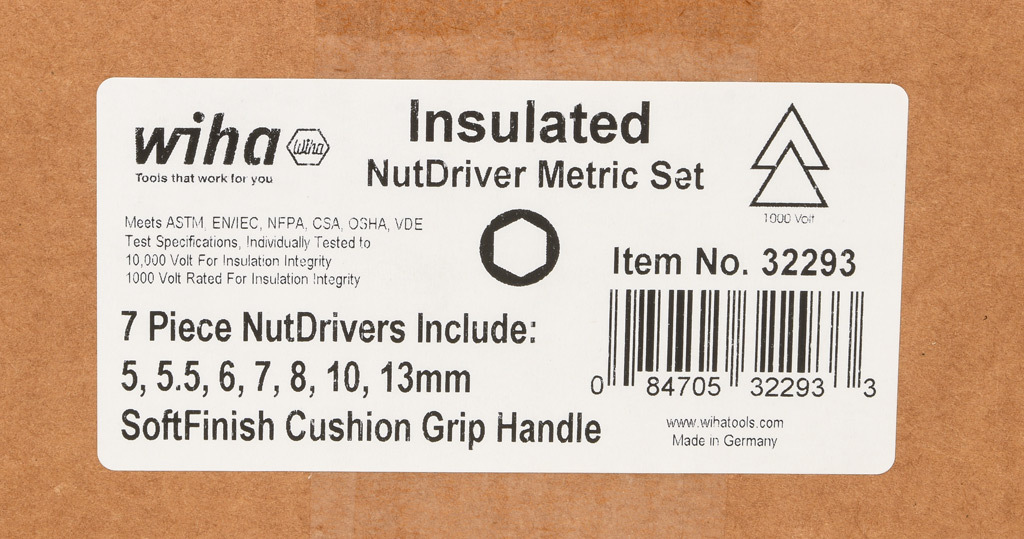 wiha
Wiha
Tools that work for you
Insulated
NutDriver Metric Set
1000 Volt
Meets ASTM, EN/IEC, NFPA, CSA, OSHA, VDE
Test Specifications, Individually Tested to
10,000 Volt For Insulation Integrity
1000 Volt Rated For Insulation Integrity
Item No. 32293
7 Piece NutDrivers Include:
5, 5.5, 6, 7, 8, 10, 13mm
SoftFinish Cushion Grip Handle
0 84705 32293 3
www.wihatools.com
Made in Germany